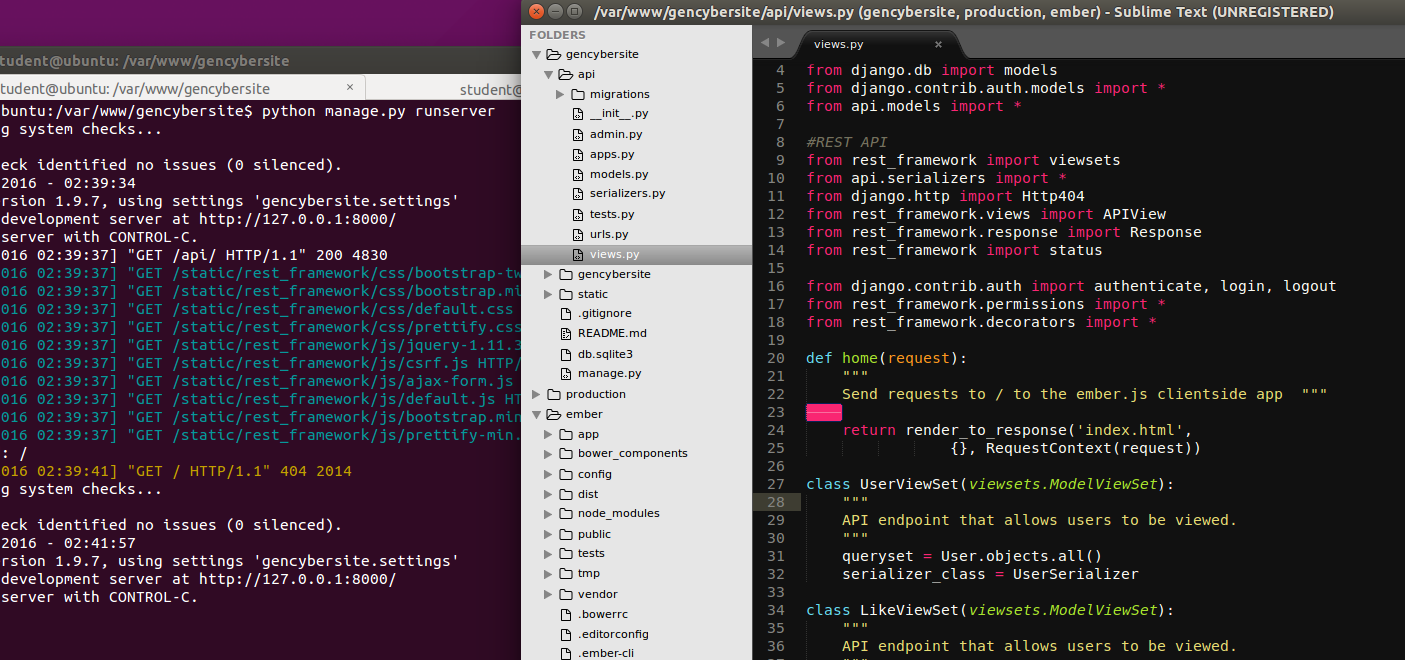 /var/www/gencybersite/api/views.py (gencybersite, production, ember) - Sublime Text (UNREGISTERED)
tudent@ubuntu: /var/www/gencybersite
tudent@ubuntu: /var/www/gencybersite ×
student@
buntu:/var/www/gencybersite$ python manage.py runserver
g system checks...
eck identified no issues (0 silenced).
2016 - 02:39:34
rsion 1.9.7, using settings 'gencybersite.settings'
development server at http://127.0.0.1:8000/
server with CONTROL-C.
016 02:39:37] "GET /api/ HTTP/1.1" 200 4830
016 02:39:37] "GET /static/rest_framework/css/bootstrap-tw
016 02:39:37] "GET /static/rest_framework/css/bootstrap.mi
016 02:39:37] "GET /static/rest_framework/css/default.css
016 02:39:37] "GET /static/rest_framework/css/prettify.css
016 02:39:37] "GET /static/rest_framework/js/jquery-1.11.3
016 02:39:37] "GET /static/rest_framework/js/csrf.js HTTP/
016 02:39:37] "GET /static/rest_framework/js/ajax-form.js
016 02:39:37] "GET /static/rest_framework/js/default.js HT
016 02:39:37] "GET /static/rest_framework/js/bootstrap.min
016 02:39:37] "GET /static/rest_framework/js/prettify-min.
: /
016 02:39:41] "GET / HTTP/1.1" 404 2014
g system checks...
eck identified no issues (0 silenced).
2016 - 02:41:57
rsion 1.9.7, using settings 'gencybersite.settings'
development server at http://127.0.0.1:8000/
server with CONTROL-C.
FOLDERS
gencybersite
api
migrations
__init__.py
admin.py
apps.py
models.py
serializers.py
tests.py
urls.py
views.py
gencybersite
static
.gitignore
README.md
db.sqlite3
manage.py
production
ember
app
bower_components
config
dist
node_modules
public
tests
tmp
vendor
.bowerrc
.editorconfig
.ember-cli
views.py ×
4 from django.db import models
5 from django.contrib.auth.models import *
6 from api.models import *
7
8 #REST API
9 from rest_framework import viewsets
10 from api.serializers import *
11 from django.http import Http404
12 from rest_framework.views import APIView
13 from rest_framework.response import Response
14 from rest_framework import status
15
16 from django.contrib.auth import authenticate, login, logout
17 from rest_framework.permissions import *
18 from rest_framework.decorators import *
19
20 def home(request):
21 """
22 Send requests to / to the ember.js clientside app """
23
24 return render_to_response('index.html',
25 {}, RequestContext(request))
26
27 class UserViewSet(viewsets.ModelViewSet):
28 """
29 API endpoint that allows users to be viewed.
30 """
31 queryset = User.objects.all()
32 serializer_class = UserSerializer
33
34 class LikeViewSet(viewsets.ModelViewSet):
35 """
36 API endpoint that allows users to be viewed.